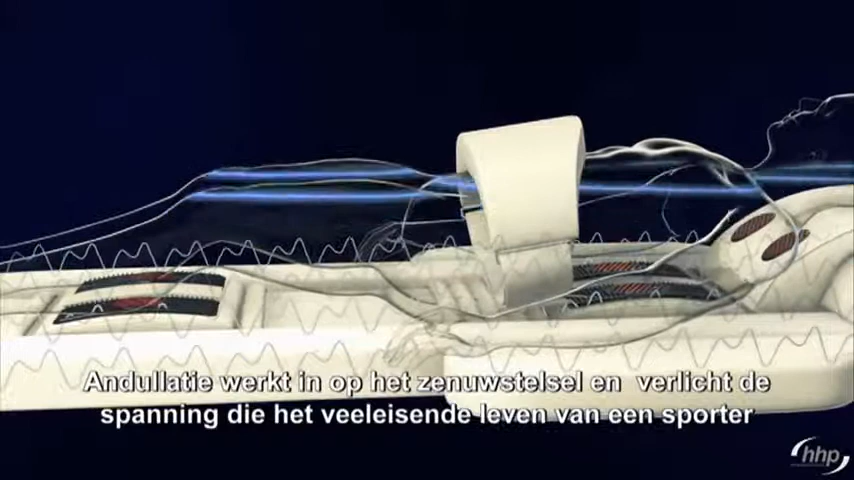 Andullatie werkt in op het zenuwstelsel en verlicht de
spanning die het veeleisende leven van een sporter
hhp